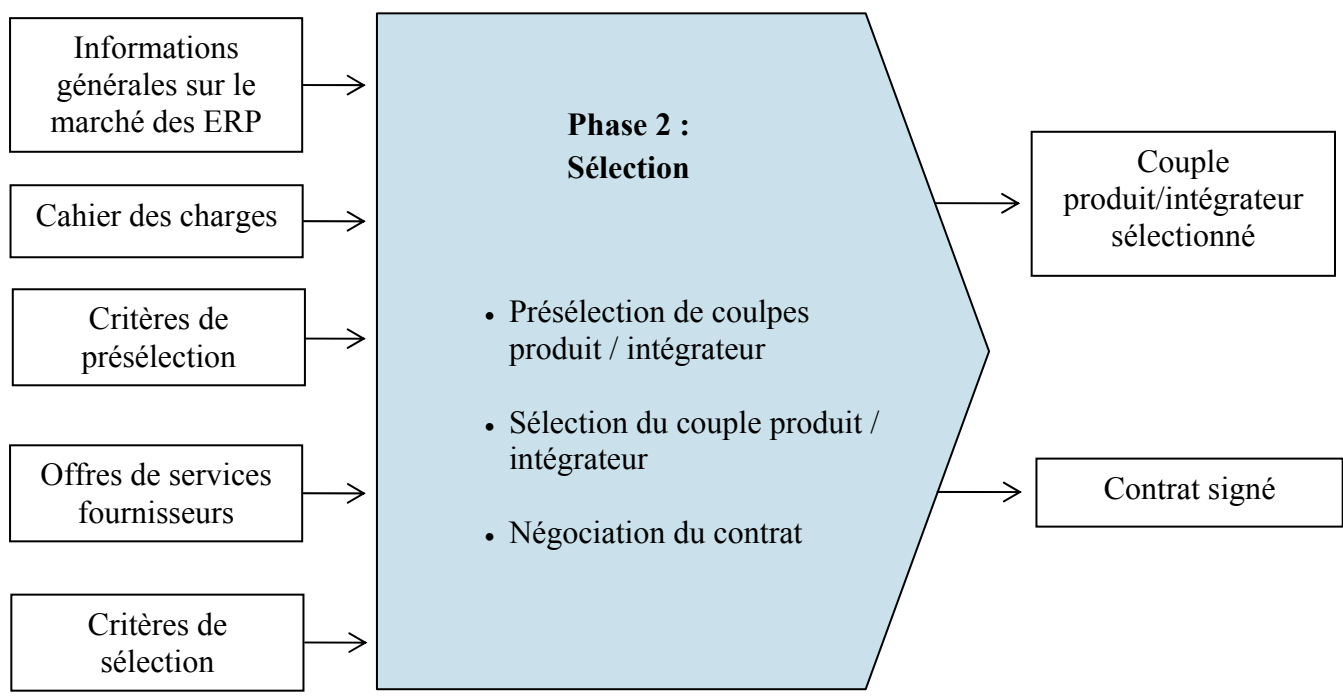 Informations
générales sur le
marché des ERP
Cahier des charges
Critères de
présélection
Offres de services
fournisseurs
Critères de
sélection
Phase 2 :
Sélection
• Présélection de coulpes
produit / intégrateur
• Sélection du couple produit /
intégrateur
• Négociation du contrat
Couple
produit/intégrateur
sélectionné
Contrat signé